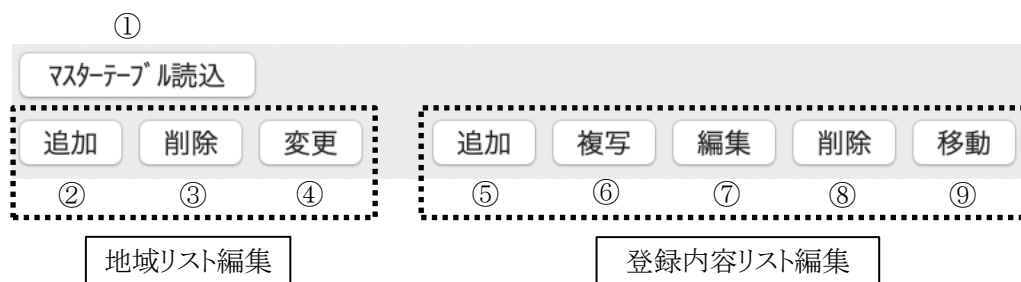 ①
ﾏｽﾀｰﾃｰﾌﾞﾙ読込
追加 削除 変更 追加 複写 編集 削除 移動
② ③ ④ ⑤ ⑥ ⑦ ⑧ ⑨
地域リスト編集 登録内容リスト編集